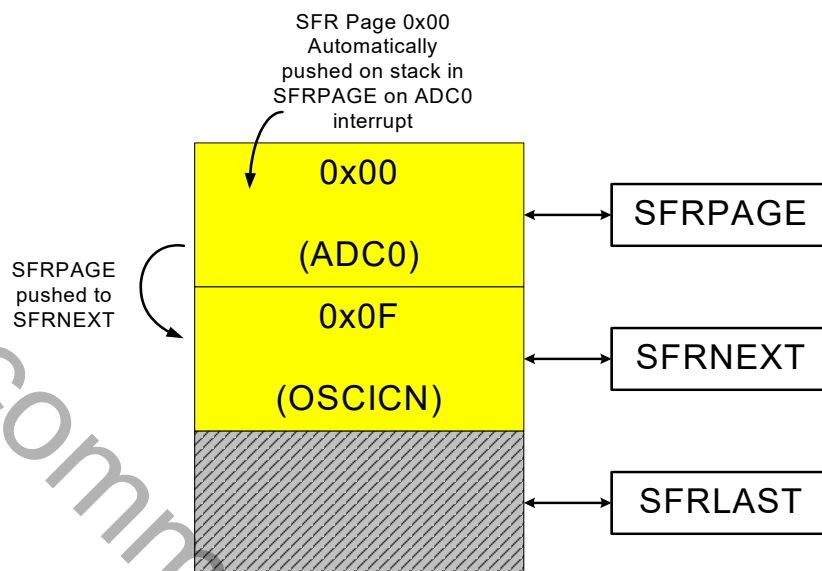 SFR Page 0x00
Automatically
pushed on stack in
SFRPAGE on ADC0
interrupt
0x00
(ADC0)
SFRPAGE
SFRPAGE
pushed to
SFRNEXT
0x0F
(OSCICN)
SFRNEXT
SFRLAST
comm